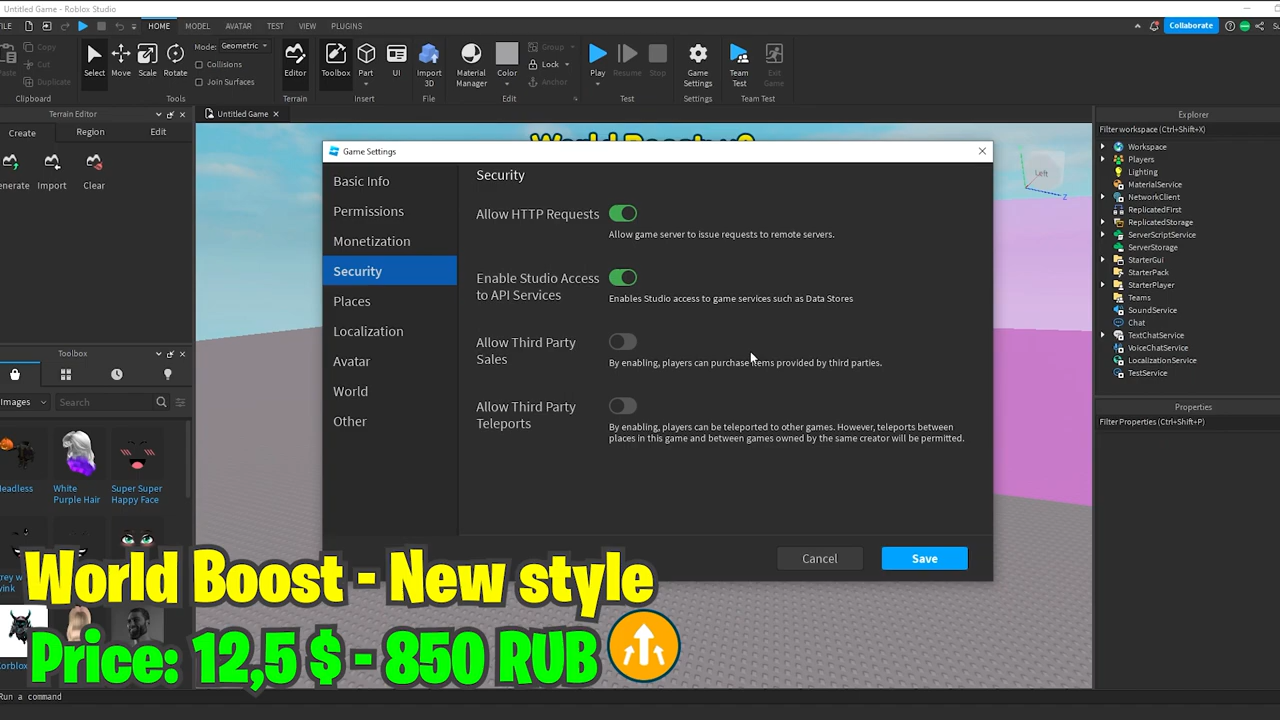 Untitled Game - Roblox Studio
HOME MODEL AVATAR TEST VIEW PLUGINS
Collaborate
Copy
Cut
Duplicate
Clipboard
Select Move Scale Rotate
Mode: Geometric
Collisions
Join Surfaces
Tools
Editor
Terrain
Toolbox Part UI
Insert
Import
3D
File
Material
Manager
Color
Group
Lock
Anchor
Edit
Play Resume Stop
Test
Game
Settings
Settings
Team
Test
Exit
Game
Team Test
Terrain Editor
Create Region Edit
Import Clear
Toolbox
Search
White
Purple Hair
Super Super
Happy Face
Untitled Game
World Boost v2
Left
Z
Game Settings
Basic Info
Permissions
Monetization
Security
Places
Localization
Avatar
World
Other
Security
Allow HTTP Requests
Allow game server to issue requests to remote servers.
Enable Studio Access
to API Services
Enables Studio access to game services such as Data Stores
Allow Third Party
Sales
By enabling, players can purchase items provided by third parties.
Allow Third Party
Teleports
By enabling, players can be teleported to other games. However, teleports between
places in this game and between games owned by the same creator will be permitted.
Cancel Save
Explorer
Filter workspace (Ctrl+Shift+X)
Workspace
Players
Lighting
MaterialService
NetworkClient
ReplicatedFirst
ReplicatedStorage
ServerScriptService
ServerStorage
StarterGui
StarterPack
StarterPlayer
Teams
SoundService
Chat
TextChatService
VoiceChatService
LocalizationService
TestService
Properties
Filter Properties (Ctrl+Shift+P)
World Boost - New style
Price: 12,5 $ - 850 RUB
Run a command